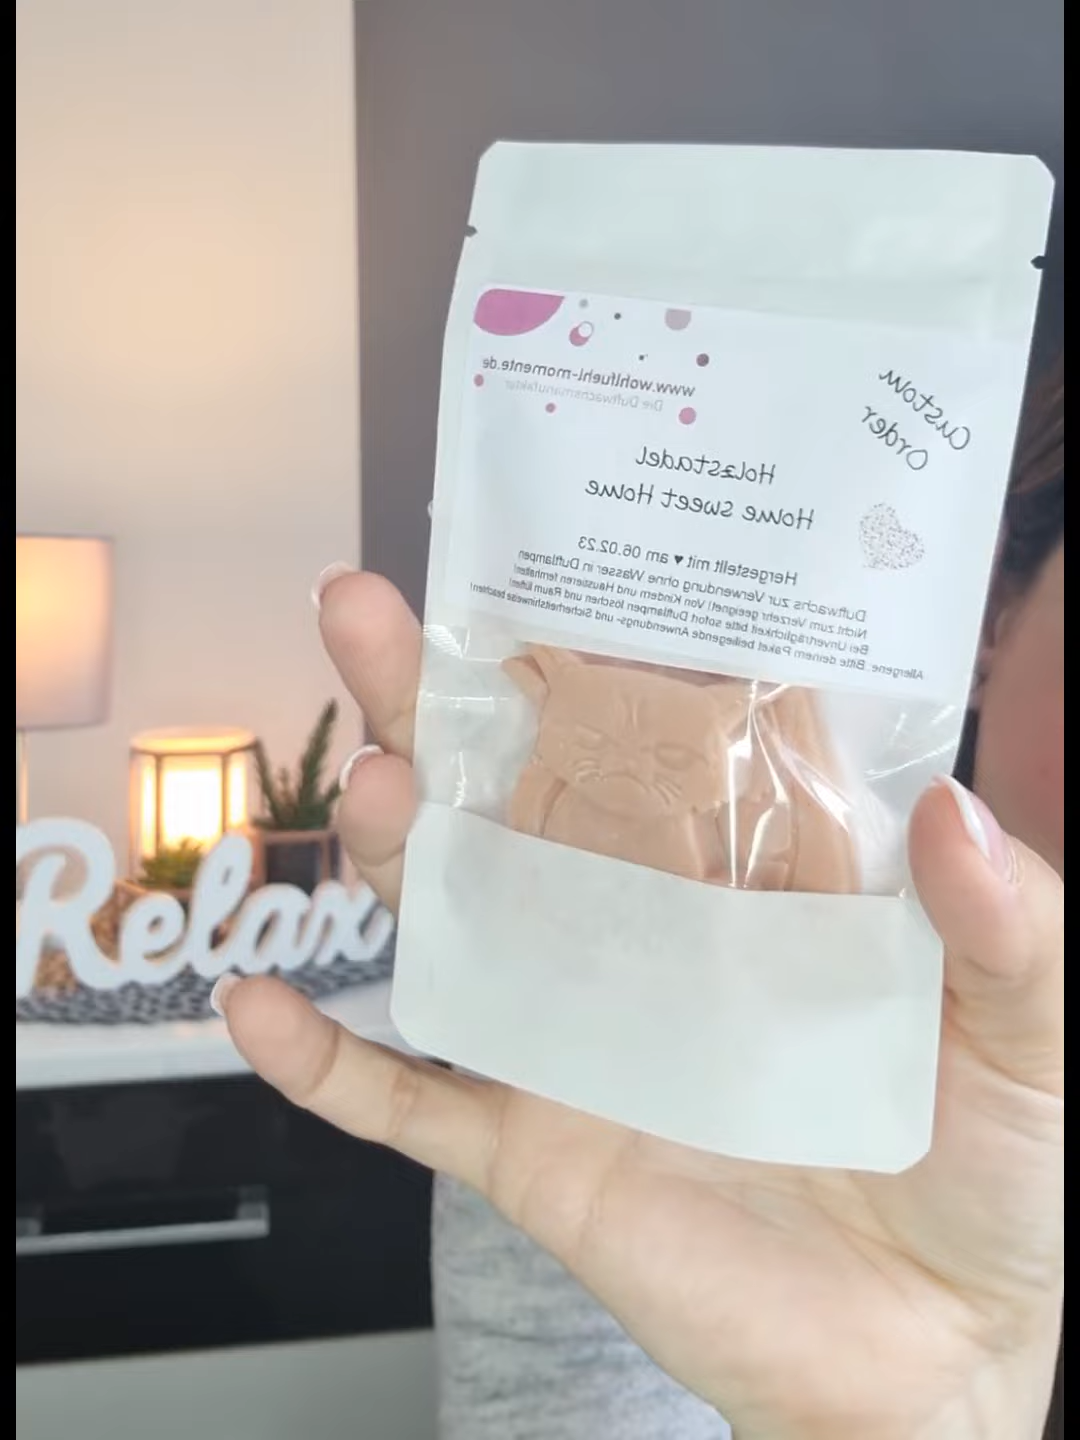 www.wohlfuehl-momente.de
Die Duftwachsmanufaktur
Custom
Order
Holzstadel
Home sweet Home
Hergestellt mit ♥ am 06.02.23
Duftwachs zur Verwendung ohne Wasser in Duftlampen
Nicht zum Verzehr geeignet! Von Kindern und Haustieren fernhalten!
Bei Unverträglichkeit bitte sofort Duftlampen löschen und Raum lüften!
Allergene: Bitte deinem Paket beiliegende Anwendungs- und Sicherheitshinweise beachten!
Relax